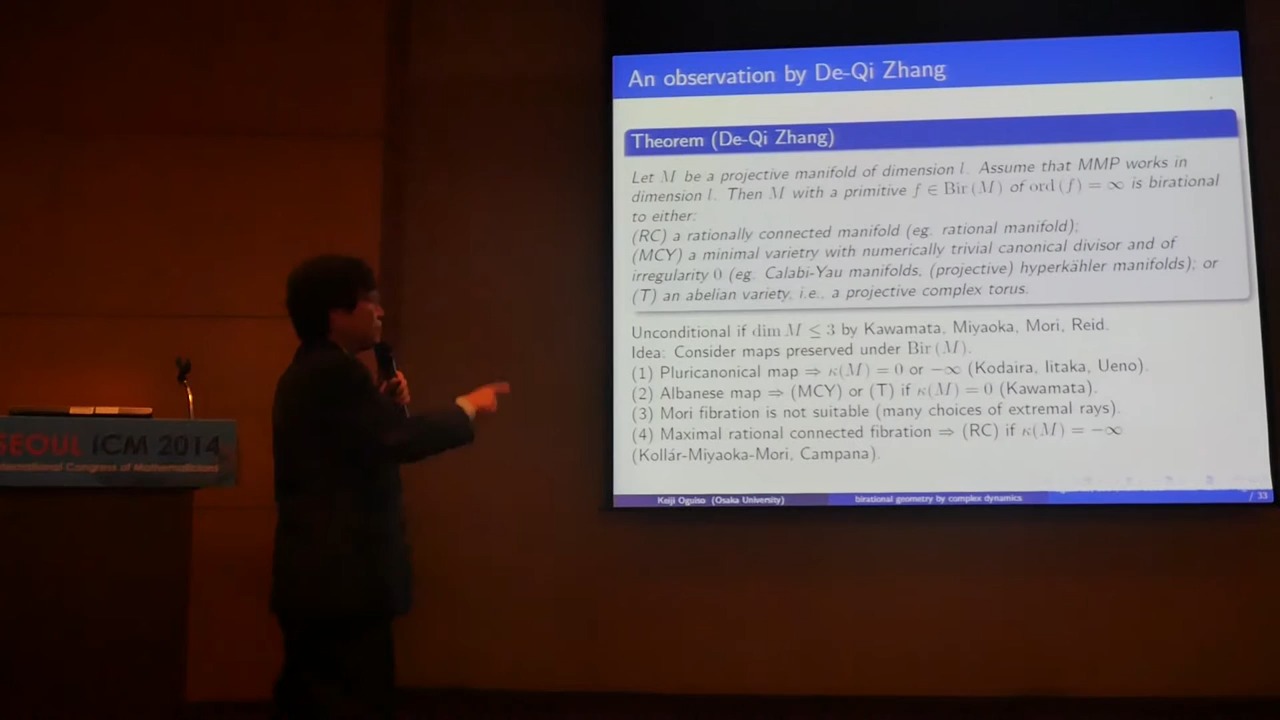 An observation by De-Qi Zhang
Theorem (De-Qi Zhang)
Let M be a projective manifold of dimension l. Assume that MMP works in
dimension l. Then M with a primitive f ∈ Bir (M) of ord (f) = ∞ is birational
to either:
(RC) a rationally connected manifold (eg. rational manifold);
(MCY) a minimal varietry with numerically trivial canonical divisor and of
irregularity 0 (eg. Calabi-Yau manifolds, (projective) hyperkähler manifolds); or
(T) an abelian variety, i.e., a projective complex torus.
Unconditional if dim M ≤ 3 by Kawamata, Miyaoka, Mori, Reid.
Idea: Consider maps preserved under Bir (M).
(1) Pluricanonical map ⇒ κ(M) = 0 or −∞ (Kodaira, Iitaka, Ueno).
(2) Albanese map ⇒ (MCY) or (T) if κ(M) = 0 (Kawamata).
(3) Mori fibration is not suitable (many choices of extremal rays).
(4) Maximal rational connected fibration ⇒ (RC) if κ(M) = −∞
(Kollár-Miyaoka-Mori, Campana).
Keiji Oguiso (Osaka University) birational geometry by complex dynamics / 33
SEOUL ICM 2014
International Congress of Mathematicians